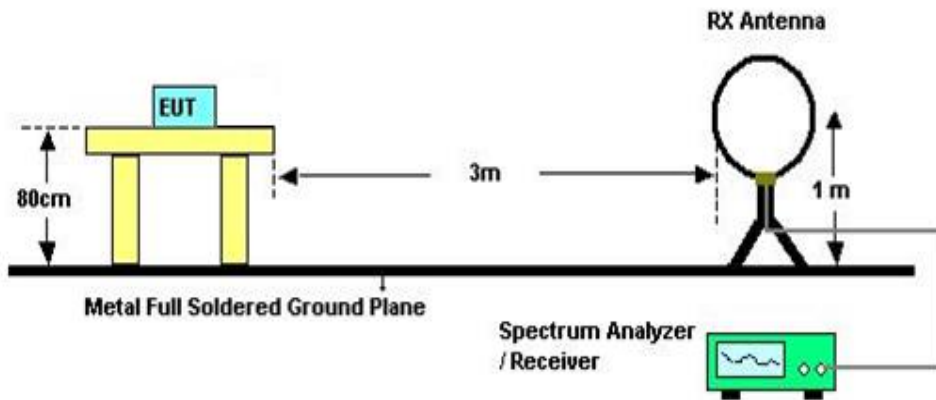 RX Antenna
EUT
3m
80cm
1 m
Metal Full Soldered Ground Plane
Spectrum Analyzer
/ Receiver